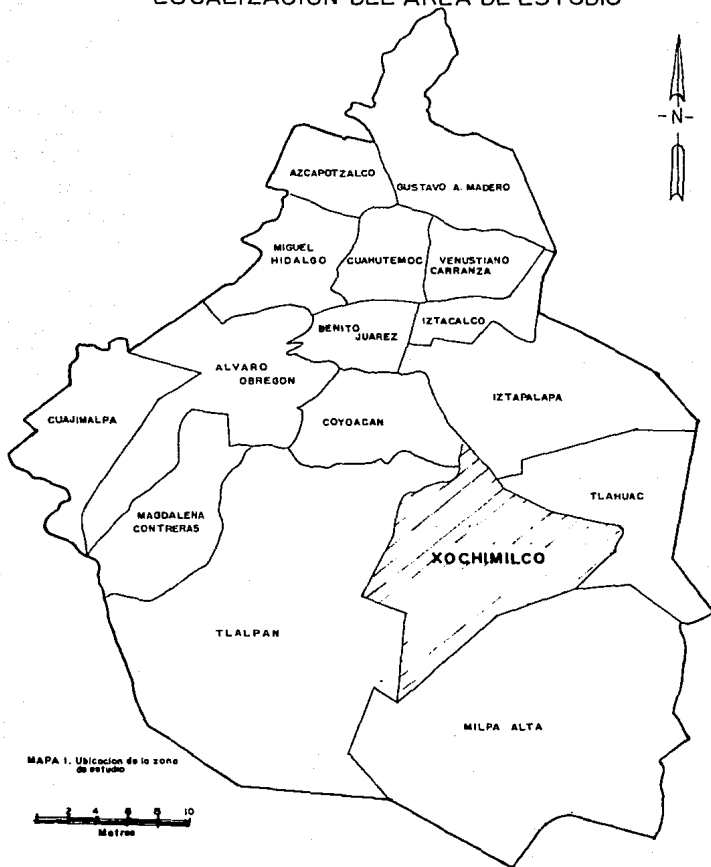 LOCALIZACION DEL AREA DE ESTUDIO
-N-
AZCAPOTZALCO
GUSTAVO A. MADERO
MIGUEL
HIDALGO
CUAHUTEMOC
VENUSTIANO
CARRANZA
BENITO
JUAREZ
IZTACALCO
ALVARO
OBREGON
IZTAPALAPA
CUAJIMALPA
COYOACAN
TLAHUAC
MAGDALENA
CONTRERAS
XOCHIMILCO
TLALPAN
MILPA ALTA
MAPA I. Ubicacion de la zona
de estudio
2 4 6 8 10
Metros